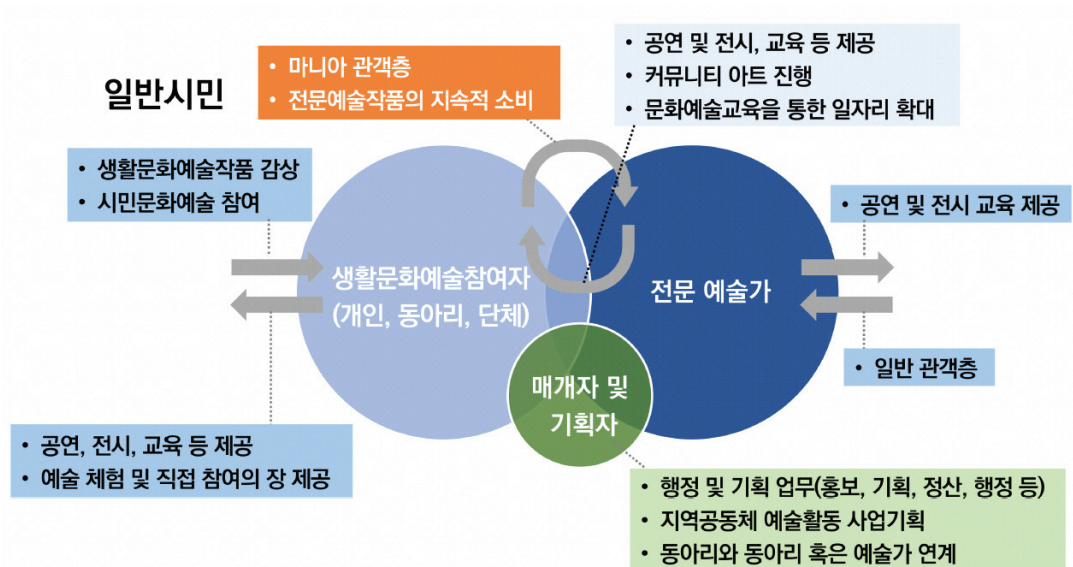 일반시민
• 마니아 관객층
• 전문예술작품의 지속적 소비
• 공연 및 전시, 교육 등 제공
• 커뮤니티 아트 진행
• 문화예술교육을 통한 일자리 확대
• 생활문화예술작품 감상
• 시민문화예술 참여
• 공연 및 전시 교육 제공
생활문화예술참여자
(개인, 동아리, 단체)
전문 예술가
• 일반 관객층
매개자 및
기획자
• 공연, 전시, 교육 등 제공
• 예술 체험 및 직접 참여의 장 제공
• 행정 및 기획 업무(홍보, 기획, 정산, 행정 등)
• 지역공동체 예술활동 사업기획
• 동아리와 동아리 혹은 예술가 연계